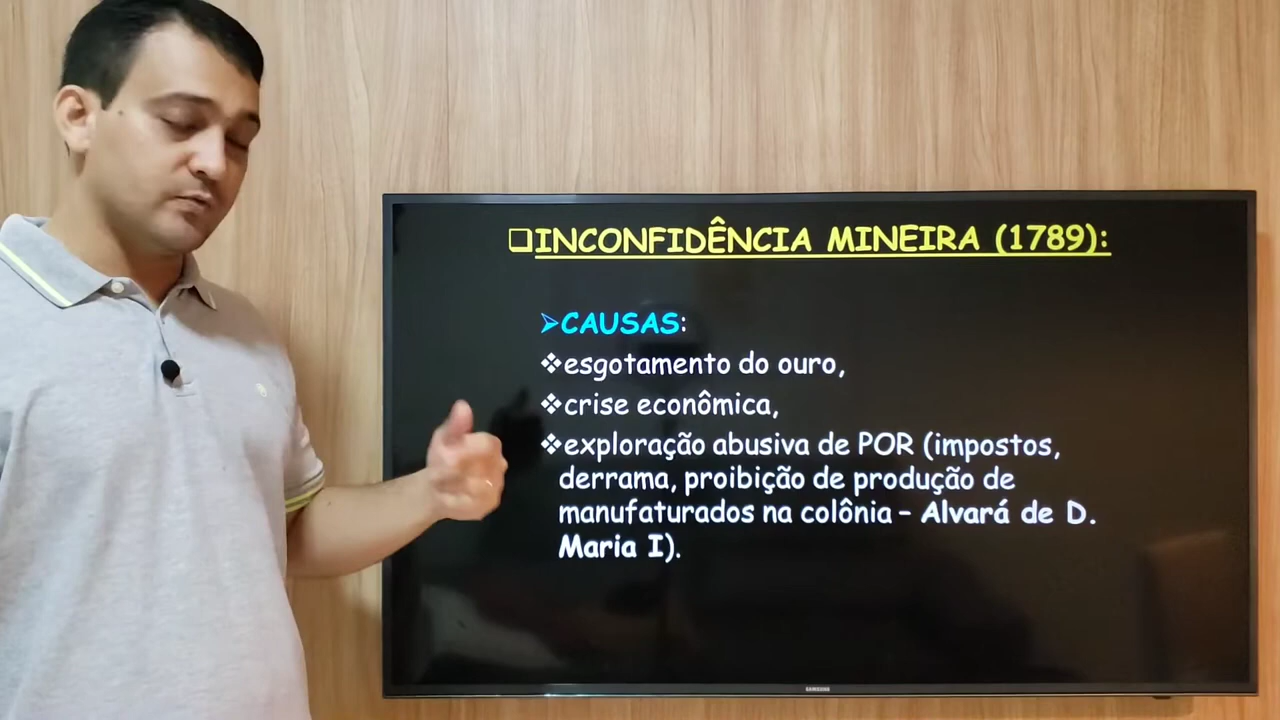 ❑INCONFIDÊNCIA MINEIRA (1789):
➢CAUSAS:
❖esgotamento do ouro,
❖crise econômica,
❖exploração abusiva de POR (impostos,
derrama, proibição de produção de
manufaturados na colônia – Alvará de D.
Maria I).
SAMSUNG